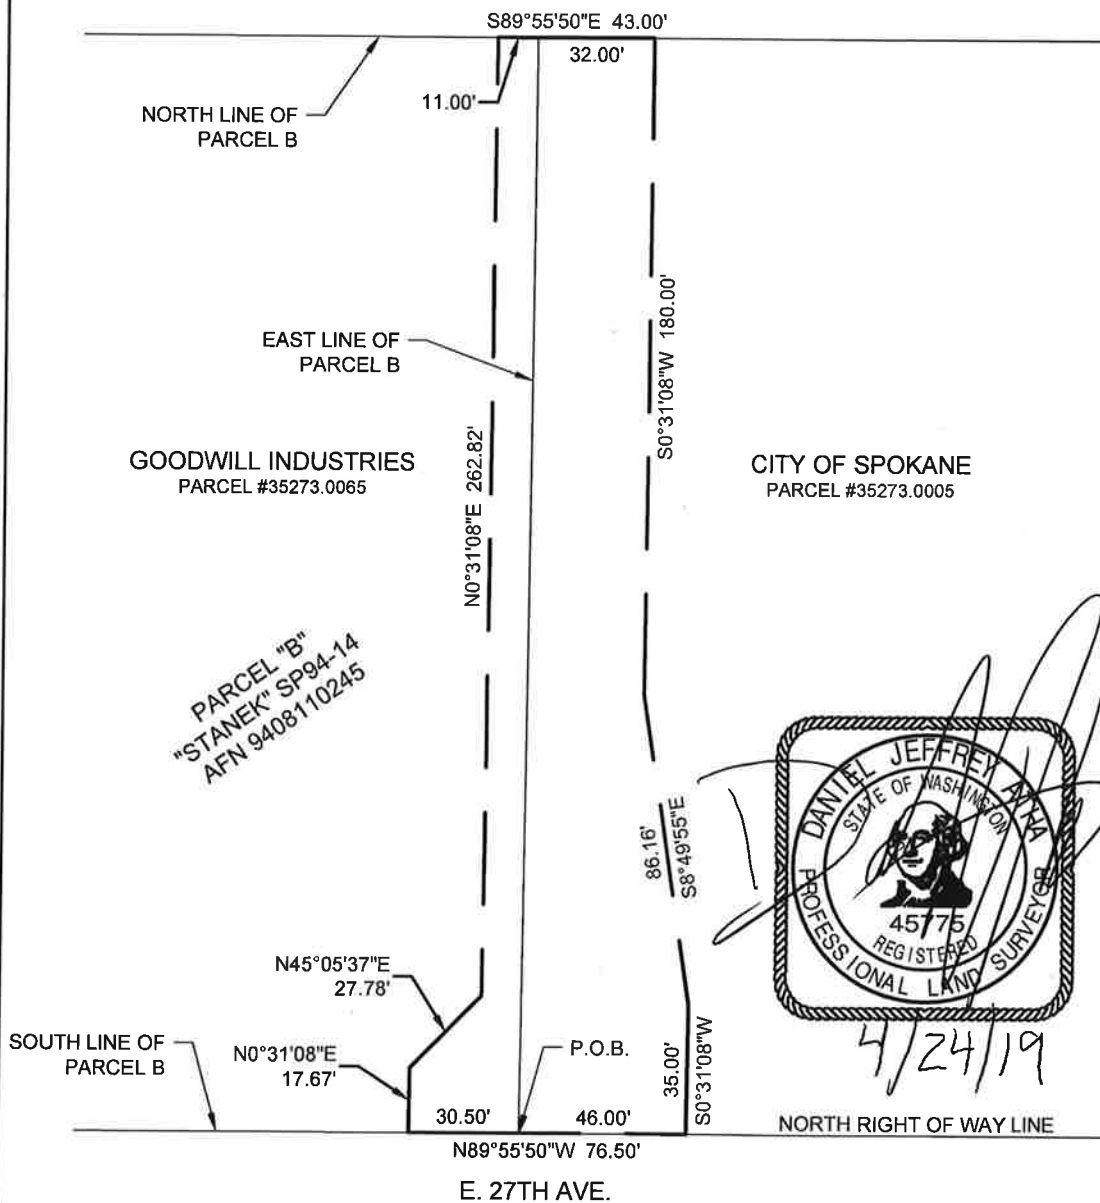 S89°55'50"E 43.00'
32.00'
11.00'
NORTH LINE OF
PARCEL B
EAST LINE OF
PARCEL B
S0°31'08"W 180.00'
N0°31'08"E 262.82'
GOODWILL INDUSTRIES
PARCEL #35273.0065
CITY OF SPOKANE
PARCEL #35273.0005
PARCEL "B"
"STANEK" SP94-14
AFN 9408110245
86.16'
S8°49'55"E
DANIEL JEFFREY ATHA
STATE OF WASHINGTON
45775
REGISTERED
PROFESSIONAL LAND SURVEYOR
4/24/19
N45°05'37"E
27.78'
SOUTH LINE OF
PARCEL B
N0°31'08"E
17.67'
P.O.B.
35.00'
S0°31'08"W
30.50'
46.00'
NORTH RIGHT OF WAY LINE
N89°55'50"W 76.50'
E. 27TH AVE.